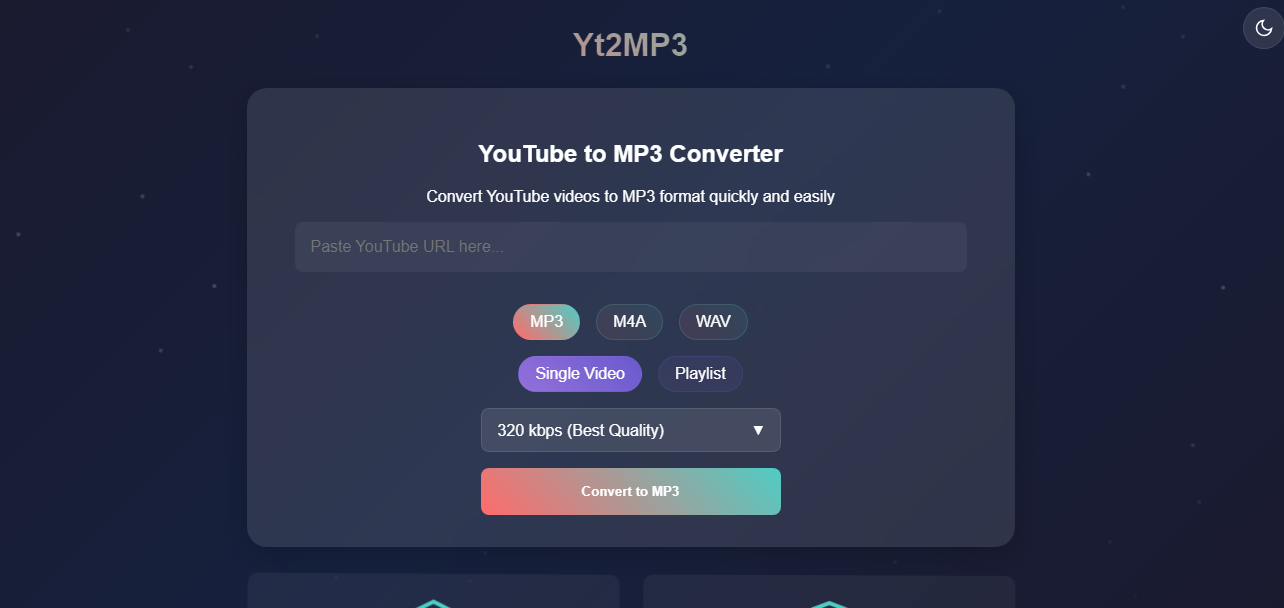 Yt2MP3
YouTube to MP3 Converter
Convert YouTube videos to MP3 format quickly and easily
Paste YouTube URL here...
MP3 M4A WAV
Single Video Playlist
320 kbps (Best Quality) ▼
Convert to MP3